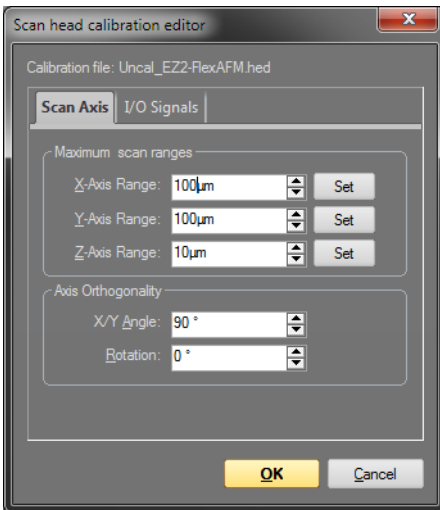 Scan head calibration editor
Calibration file: Uncal_EZ2-FlexAFM.hed
Scan Axis I/O Signals
Maximum scan ranges
X-Axis Range: 100µm Set
Y-Axis Range: 100µm Set
Z-Axis Range: 10µm Set
Axis Orthogonality
X/Y Angle: 90 °
Rotation: 0 °
OK Cancel